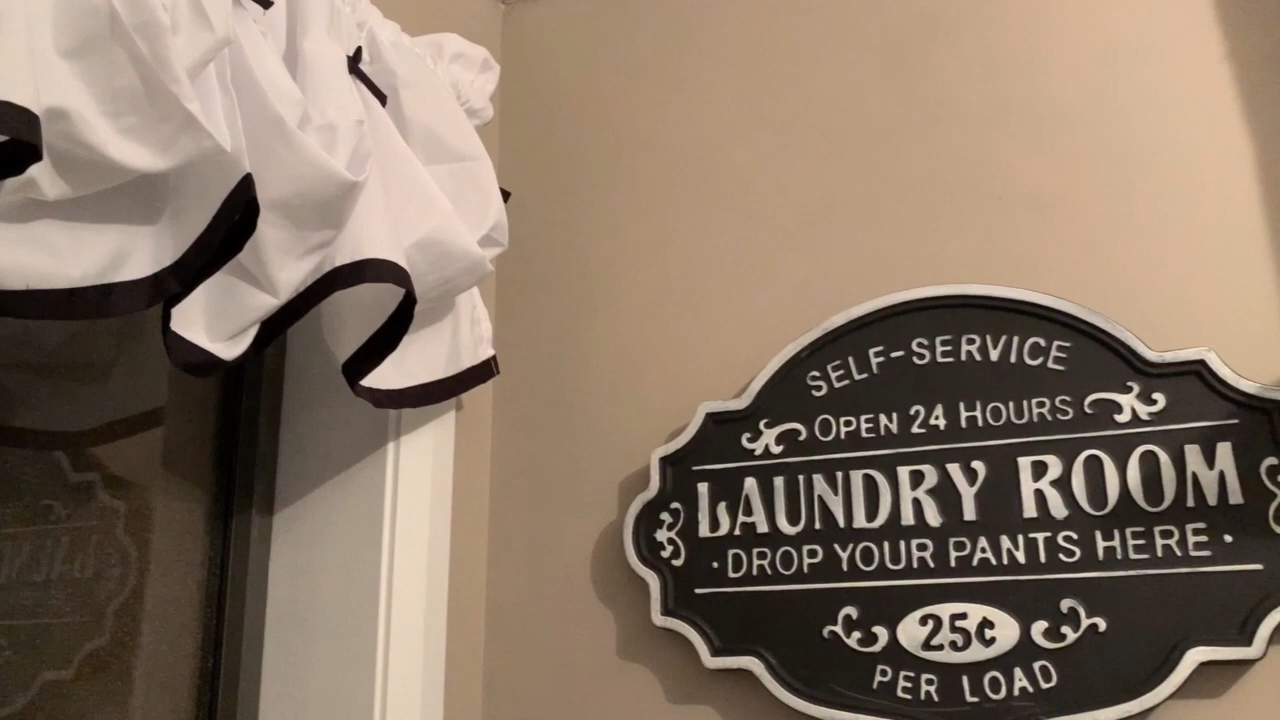 SELF-SERVICE
OPEN 24 HOURS
LAUNDRY ROOM
·DROP YOUR PANTS HERE·
25¢
PER LOAD